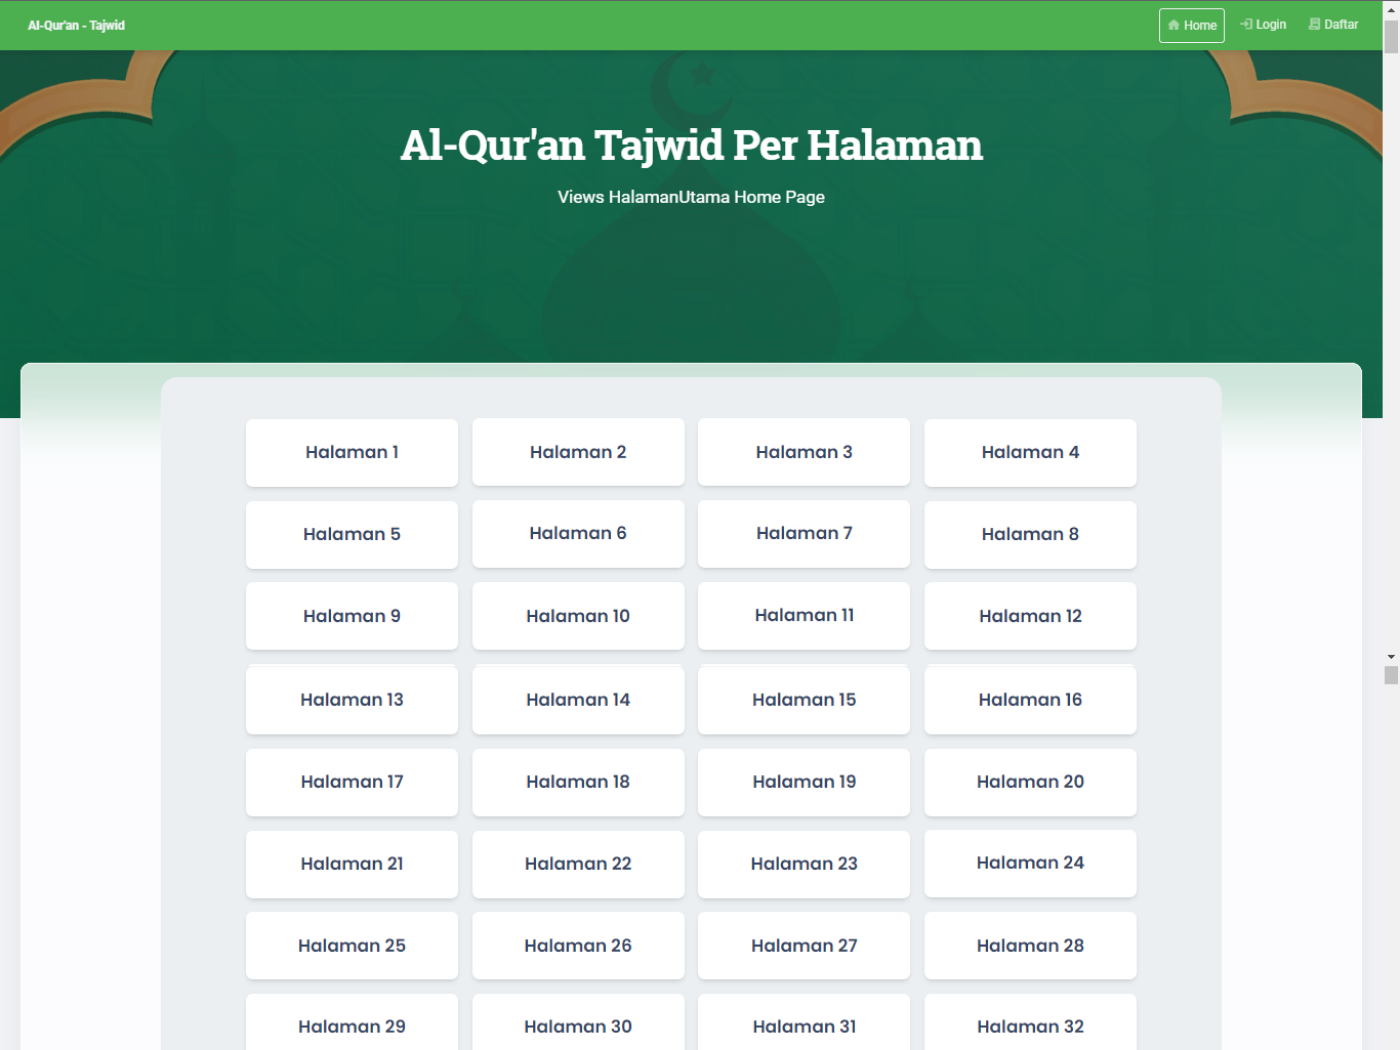 Al-Qur'an - Tajwid
Home Login Daftar
Al-Qur'an Tajwid Per Halaman
Views HalamanUtama Home Page
Halaman 1 Halaman 2 Halaman 3 Halaman 4
Halaman 5 Halaman 6 Halaman 7 Halaman 8
Halaman 9 Halaman 10 Halaman 11 Halaman 12
Halaman 13 Halaman 14 Halaman 15 Halaman 16
Halaman 17 Halaman 18 Halaman 19 Halaman 20
Halaman 21 Halaman 22 Halaman 23 Halaman 24
Halaman 25 Halaman 26 Halaman 27 Halaman 28
Halaman 29 Halaman 30 Halaman 31 Halaman 32